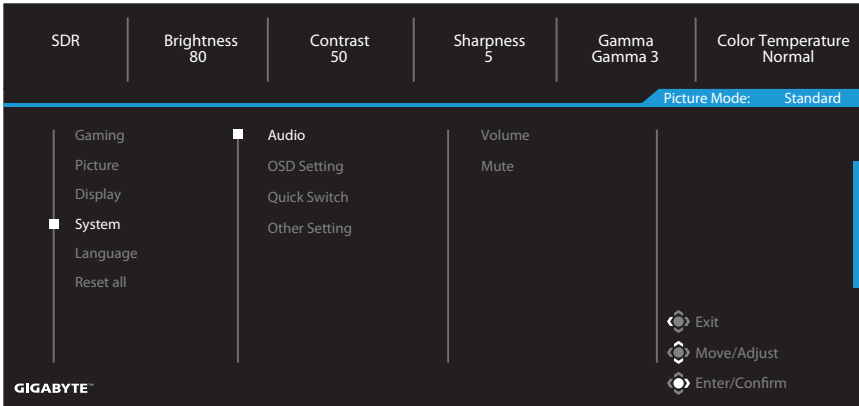 SDR
Brightness
80
Contrast
50
Sharpness
5
Gamma
Gamma 3
Color Temperature
Normal
Picture Mode: Standard
Gaming
Picture
Display
System
Language
Reset all
Audio
OSD Setting
Quick Switch
Other Setting
Volume
Mute
Exit
Move/Adjust
Enter/Confirm
GIGABYTE™